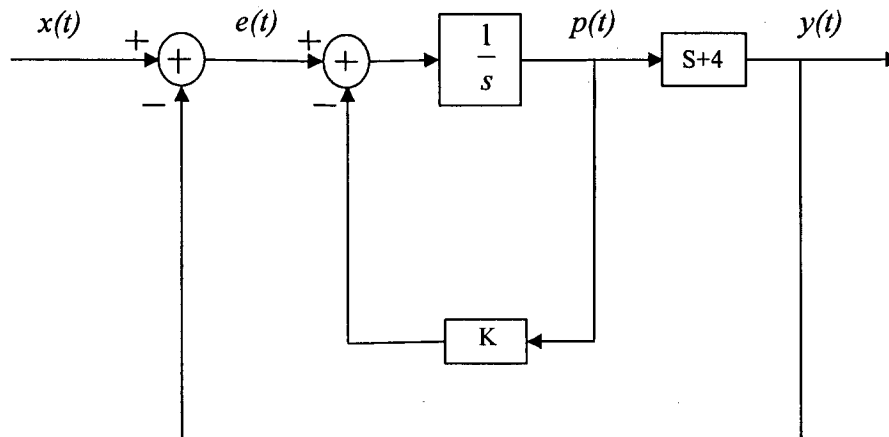 x(t) e(t) p(t) y(t)
+ + + + 1/s S+4
− −
K